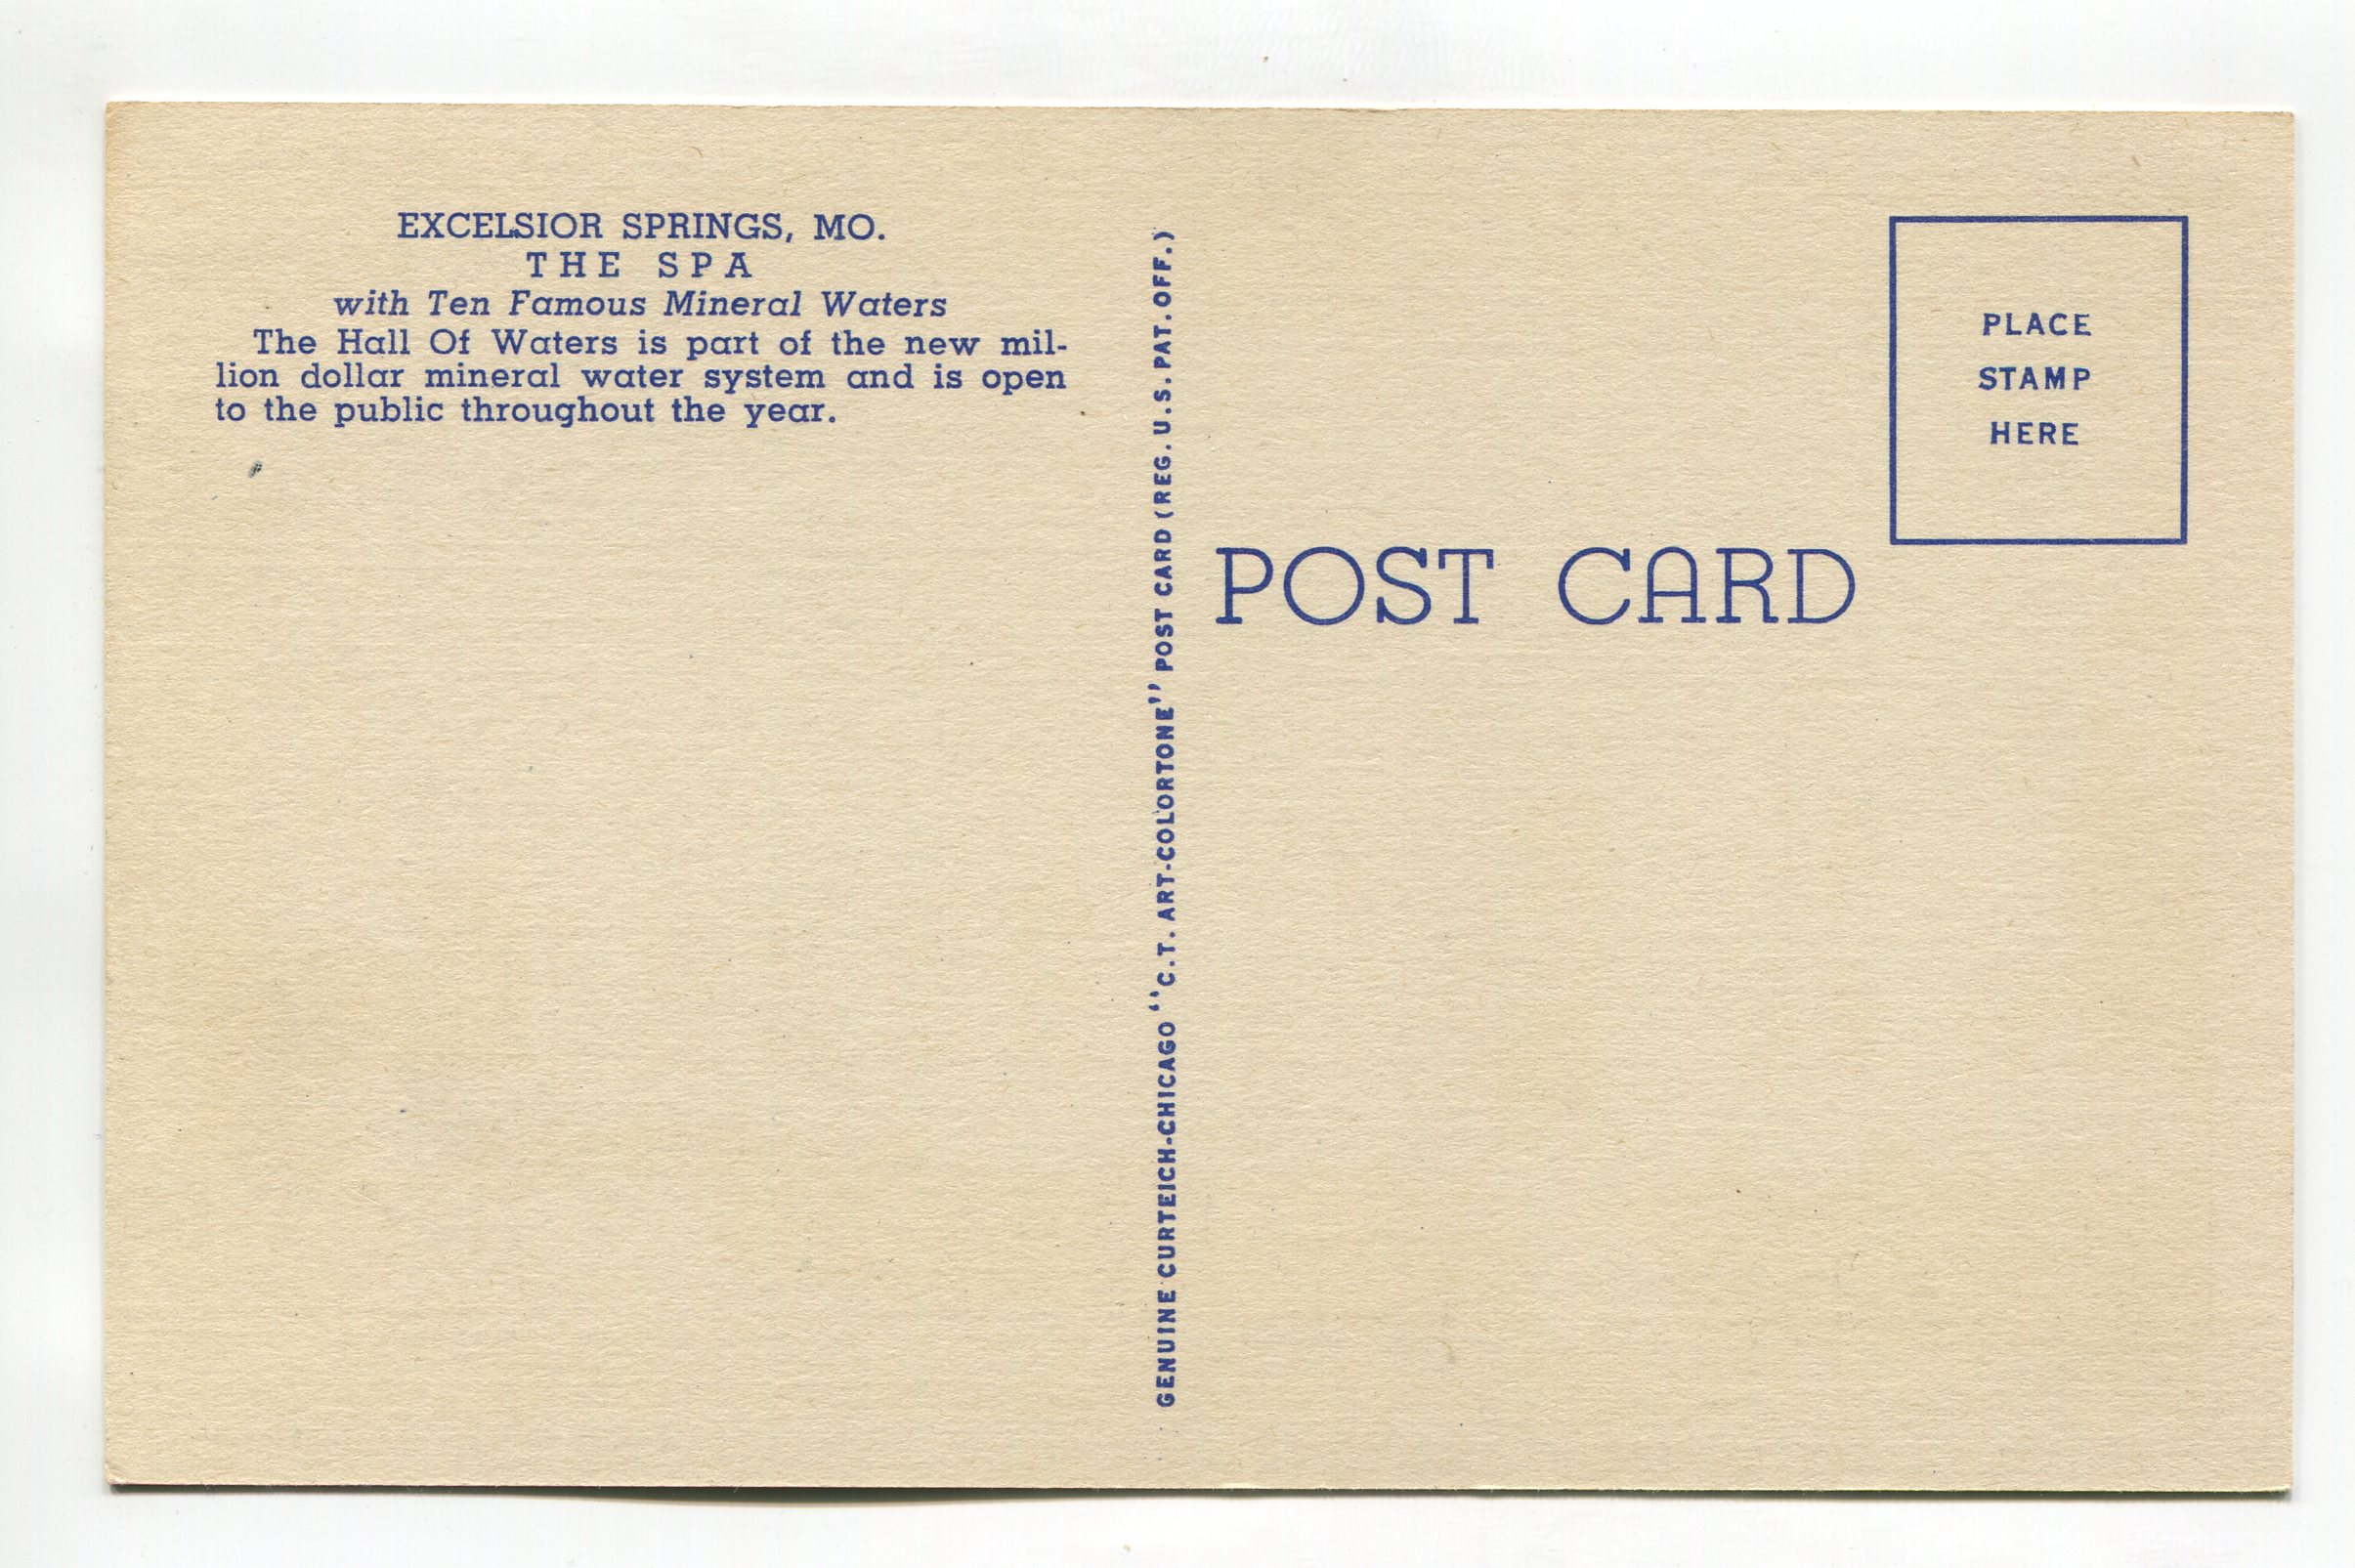 EXCELSIOR SPRINGS, MO.
THE SPA
with Ten Famous Mineral Waters
The Hall Of Waters is part of the new mil-
lion dollar mineral water system and is open
to the public throughout the year.
GENUINE CURTEICH-CHICAGO "C.T. ART-COLORTONE" POST CARD (REG. U.S. PAT. OFF.)
POST CARD
PLACE
STAMP
HERE